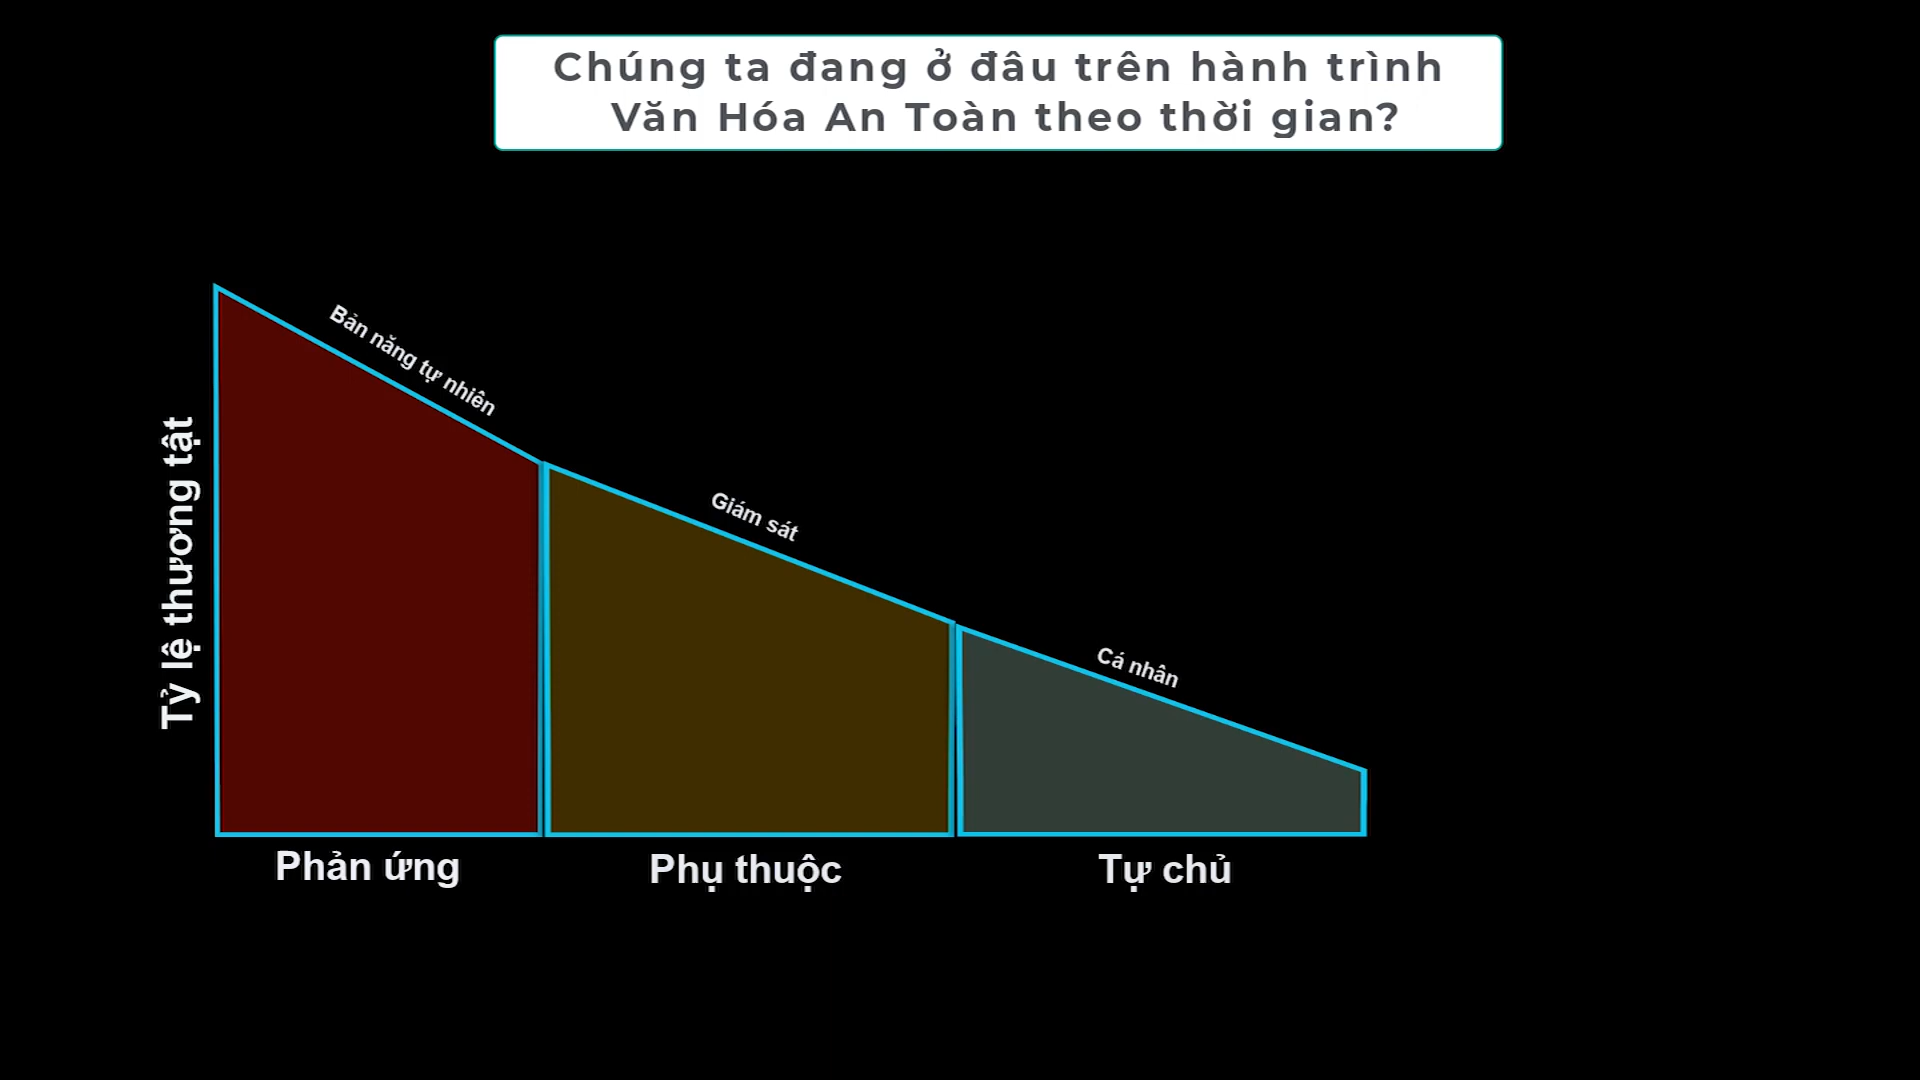 Chúng ta đang ở đâu trên hành trình
Văn Hóa An Toàn theo thời gian?
Bản năng tự nhiên
Giám sát
Cá nhân
Tỷ lệ thương tật
Phản ứng
Phụ thuộc
Tự chủ